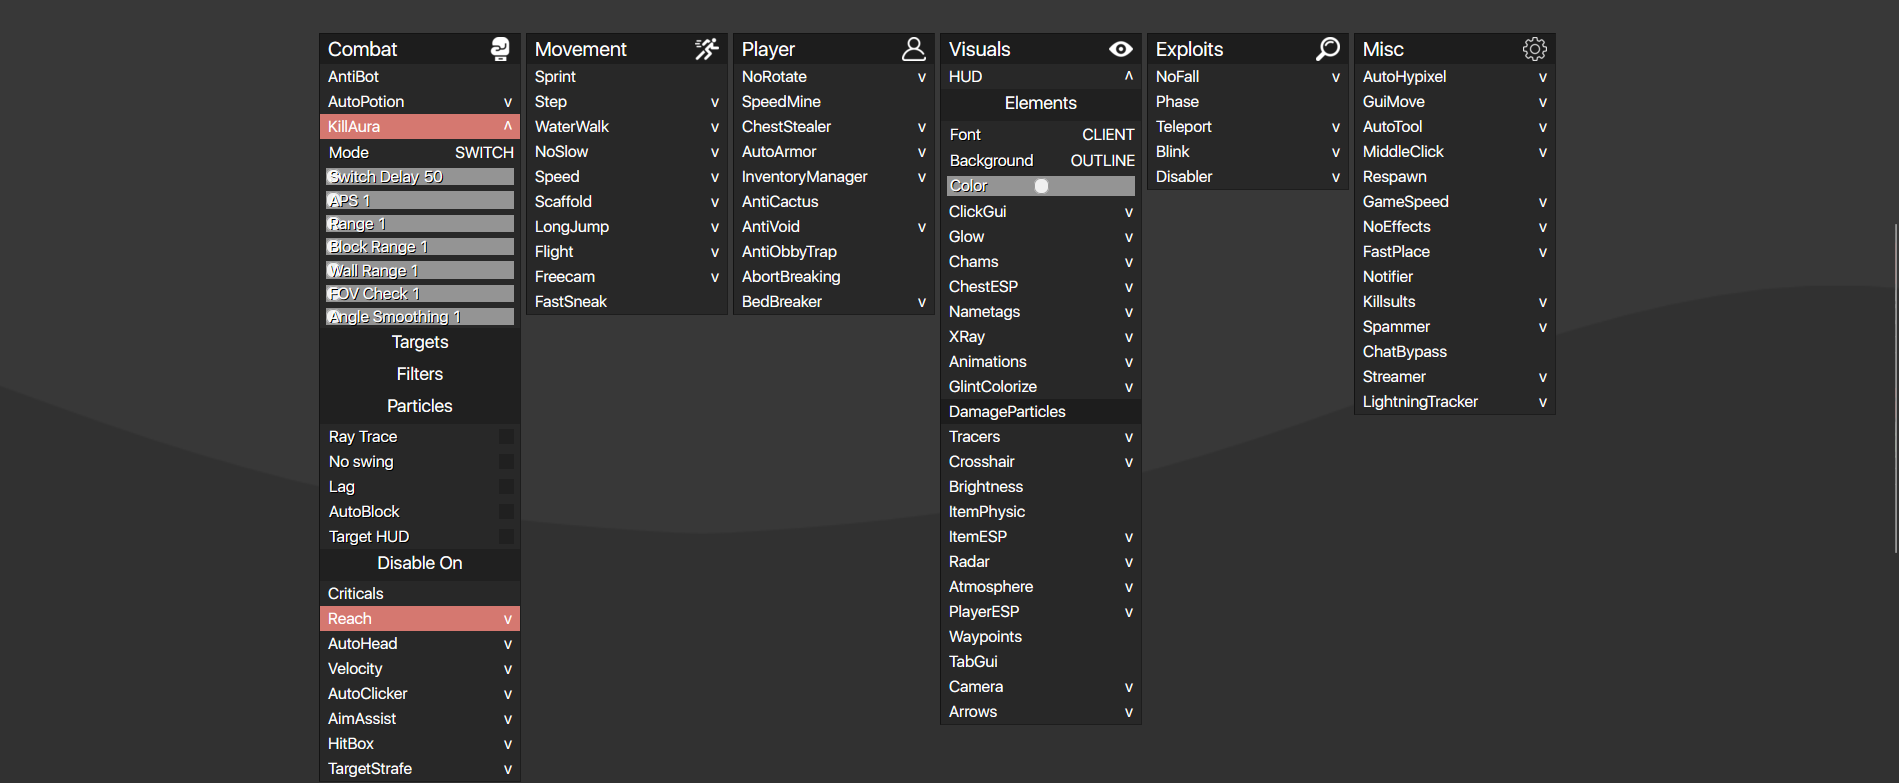 Combat
AntiBot
AutoPotion v
KillAura ^
Mode SWITCH
Switch Delay 50
APS 1
Range 1
Block Range 1
Wall Range 1
FOV Check 1
Angle Smoothing 1
Targets
Filters
Particles
Ray Trace
No swing
Lag
AutoBlock
Target HUD
Disable On
Criticals
Reach v
AutoHead v
Velocity v
AutoClicker v
AimAssist v
HitBox v
TargetStrafe v
Movement
Sprint
Step v
WaterWalk v
NoSlow v
Speed v
Scaffold v
LongJump v
Flight v
Freecam v
FastSneak
Player
NoRotate v
SpeedMine
ChestStealer v
AutoArmor v
InventoryManager v
AntiCactus
AntiVoid v
AntiObbyTrap
AbortBreaking
BedBreaker v
Visuals
HUD ^
Elements
Font CLIENT
Background OUTLINE
Color
ClickGui v
Glow v
Chams v
ChestESP v
Nametags v
XRay v
Animations v
GlintColorize v
DamageParticles
Tracers v
Crosshair v
Brightness
ItemPhysic
ItemESP v
Radar v
Atmosphere v
PlayerESP v
Waypoints
TabGui
Camera v
Arrows v
Exploits
NoFall v
Phase
Teleport v
Blink v
Disabler v
Misc
AutoHypixel v
GuiMove v
AutoTool v
MiddleClick v
Respawn
GameSpeed v
NoEffects v
FastPlace v
Notifier
Killsults v
Spammer v
ChatBypass
Streamer v
LightningTracker v